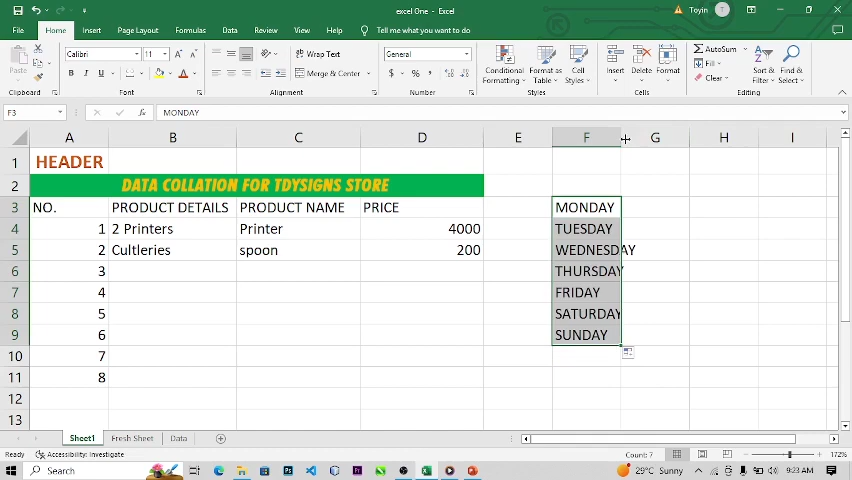 excel One - Excel
Toyin T
File Home Insert Page Layout Formulas Data Review View Help Tell me what you want to do
Paste Calibri 11 Wrap Text General AutoSum
B I U A Merge & Center $ % Conditional Formatting Format as Table Cell Styles Insert Delete Format Fill Clear Sort & Filter Find & Select
Clipboard Font Alignment Number Styles Cells Editing
F3 fx MONDAY
A B C D E F G H I
1 HEADER
2 DATA COLLATION FOR TDYSIGNS STORE
3 NO. PRODUCT DETAILS PRODUCT NAME PRICE MONDAY
4 1 2 Printers Printer 4000 TUESDAY
5 2 Cultleries spoon 200 WEDNESDAY
6 3 THURSDAY
7 4 FRIDAY
8 5 SATURDAY
9 6 SUNDAY
10 7
11 8
12
13
Sheet1 Fresh Sheet Data
Ready Accessibility: Investigate Count: 7 172%
Search 29°C Sunny 9:23 AM